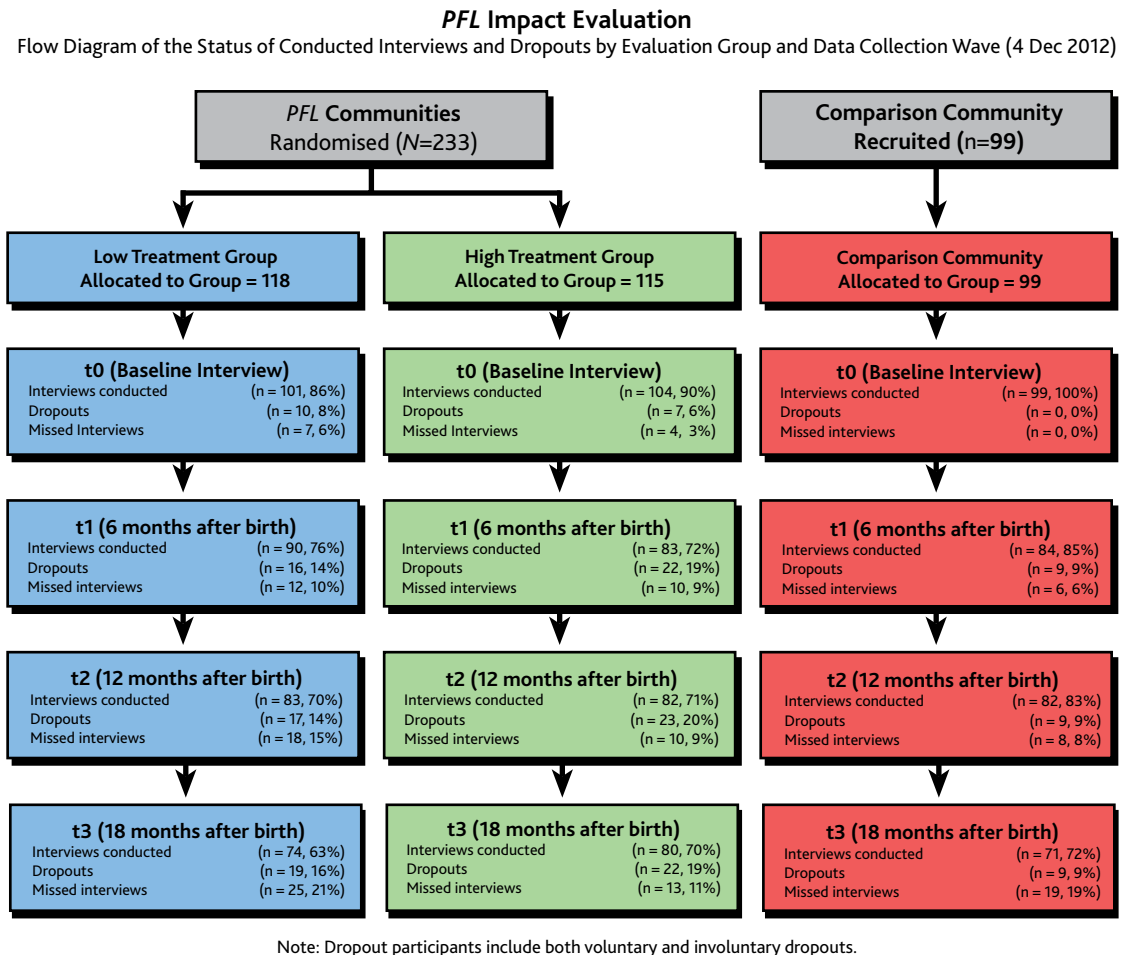 PFL Impact Evaluation
Flow Diagram of the Status of Conducted Interviews and Dropouts by Evaluation Group and Data Collection Wave (4 Dec 2012)
PFL Communities
Randomised (N=233)
Comparison Community
Recruited (n=99)
Low Treatment Group
Allocated to Group = 118
High Treatment Group
Allocated to Group = 115
Comparison Community
Allocated to Group = 99
t0 (Baseline Interview)
Interviews conducted (n = 101, 86%)
Dropouts (n = 10, 8%)
Missed Interviews (n = 7, 6%)
t0 (Baseline Interview)
Interviews conducted (n = 104, 90%)
Dropouts (n = 7, 6%)
Missed Interviews (n = 4, 3%)
t0 (Baseline Interview)
Interviews conducted (n = 99, 100%)
Dropouts (n = 0, 0%)
Missed interviews (n = 0, 0%)
t1 (6 months after birth)
Interviews conducted (n = 90, 76%)
Dropouts (n = 16, 14%)
Missed interviews (n = 12, 10%)
t1 (6 months after birth)
Interviews conducted (n = 83, 72%)
Dropouts (n = 22, 19%)
Missed interviews (n = 10, 9%)
t1 (6 months after birth)
Interviews conducted (n = 84, 85%)
Dropouts (n = 9, 9%)
Missed interviews (n = 6, 6%)
t2 (12 months after birth)
Interviews conducted (n = 83, 70%)
Dropouts (n = 17, 14%)
Missed interviews (n = 18, 15%)
t2 (12 months after birth)
Interviews conducted (n = 82, 71%)
Dropouts (n = 23, 20%)
Missed interviews (n = 10, 9%)
t2 (12 months after birth)
Interviews conducted (n = 82, 83%)
Dropouts (n = 9, 9%)
Missed interviews (n = 8, 8%)
t3 (18 months after birth)
Interviews conducted (n = 74, 63%)
Dropouts (n = 19, 16%)
Missed interviews (n = 25, 21%)
t3 (18 months after birth)
Interviews conducted (n = 80, 70%)
Dropouts (n = 22, 19%)
Missed interviews (n = 13, 11%)
t3 (18 months after birth)
Interviews conducted (n = 71, 72%)
Dropouts (n = 9, 9%)
Missed interviews (n = 19, 19%)
Note: Dropout participants include both voluntary and involuntary dropouts.